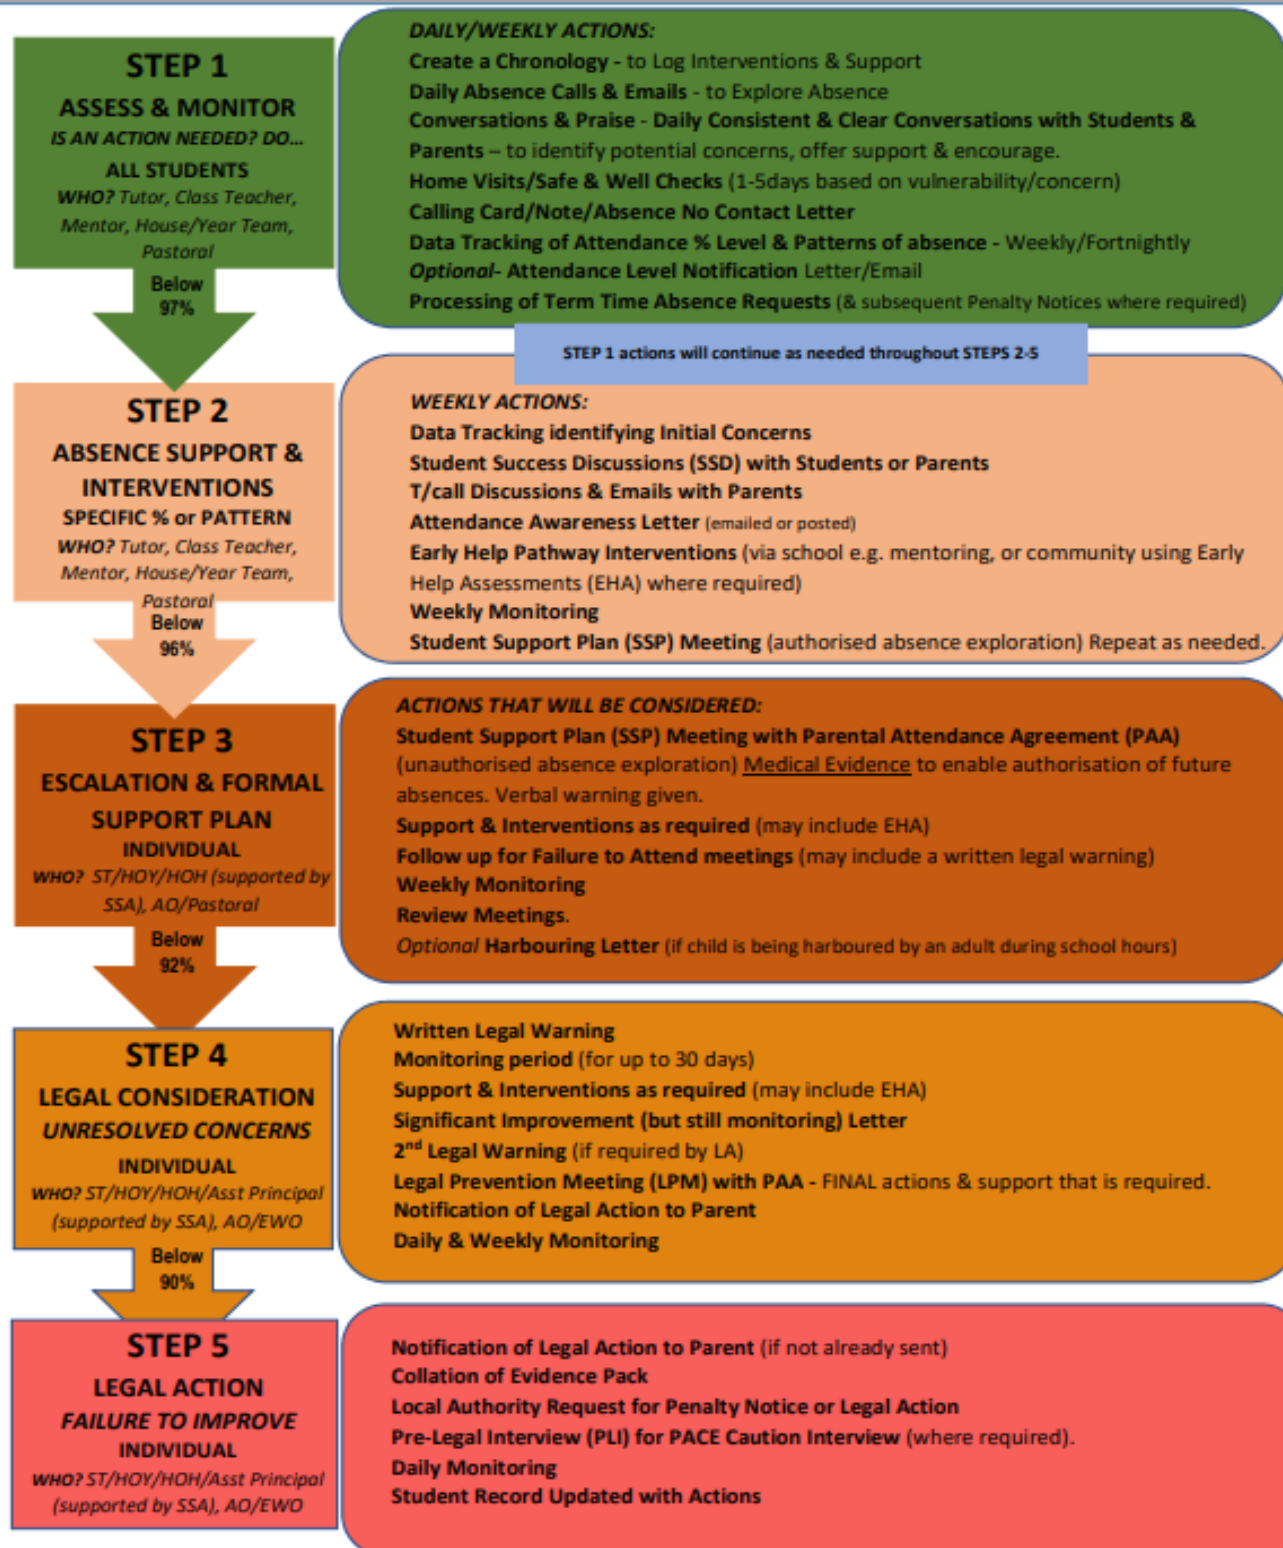 STEP 1
ASSESS & MONITOR
IS AN ACTION NEEDED? DO...
ALL STUDENTS
WHO? Tutor, Class Teacher,
Mentor, House/Year Team,
Pastoral
Below
97%
DAILY/WEEKLY ACTIONS:
Create a Chronology - to Log Interventions & Support
Daily Absence Calls & Emails - to Explore Absence
Conversations & Praise - Daily Consistent & Clear Conversations with Students &
Parents – to identify potential concerns, offer support & encourage.
Home Visits/Safe & Well Checks (1-5days based on vulnerability/concern)
Calling Card/Note/Absence No Contact Letter
Data Tracking of Attendance % Level & Patterns of absence - Weekly/Fortnightly
Optional- Attendance Level Notification Letter/Email
Processing of Term Time Absence Requests (& subsequent Penalty Notices where required)
STEP 1 actions will continue as needed throughout STEPS 2-5
STEP 2
ABSENCE SUPPORT &
INTERVENTIONS
SPECIFIC % or PATTERN
WHO? Tutor, Class Teacher,
Mentor, House/Year Team,
Pastoral
Below
96%
WEEKLY ACTIONS:
Data Tracking identifying Initial Concerns
Student Success Discussions (SSD) with Students or Parents
T/call Discussions & Emails with Parents
Attendance Awareness Letter (emailed or posted)
Early Help Pathway Interventions (via school e.g. mentoring, or community using Early
Help Assessments (EHA) where required)
Weekly Monitoring
Student Support Plan (SSP) Meeting (authorised absence exploration) Repeat as needed.
STEP 3
ESCALATION & FORMAL
SUPPORT PLAN
INDIVIDUAL
WHO? ST/HOY/HOH (supported by
SSA), AO/Pastoral
Below
92%
ACTIONS THAT WILL BE CONSIDERED:
Student Support Plan (SSP) Meeting with Parental Attendance Agreement (PAA)
(unauthorised absence exploration) Medical Evidence to enable authorisation of future
absences. Verbal warning given.
Support & Interventions as required (may include EHA)
Follow up for Failure to Attend meetings (may include a written legal warning)
Weekly Monitoring
Review Meetings.
Optional Harbouring Letter (if child is being harboured by an adult during school hours)
STEP 4
LEGAL CONSIDERATION
UNRESOLVED CONCERNS
INDIVIDUAL
WHO? ST/HOY/HOH/Asst Principal
(supported by SSA), AO/EWO
Below
90%
Written Legal Warning
Monitoring period (for up to 30 days)
Support & Interventions as required (may include EHA)
Significant Improvement (but still monitoring) Letter
2nd Legal Warning (if required by LA)
Legal Prevention Meeting (LPM) with PAA - FINAL actions & support that is required.
Notification of Legal Action to Parent
Daily & Weekly Monitoring
STEP 5
LEGAL ACTION
FAILURE TO IMPROVE
INDIVIDUAL
WHO? ST/HOY/HOH/Asst Principal
(supported by SSA), AO/EWO
Notification of Legal Action to Parent (if not already sent)
Collation of Evidence Pack
Local Authority Request for Penalty Notice or Legal Action
Pre-Legal Interview (PLI) for PACE Caution Interview (where required).
Daily Monitoring
Student Record Updated with Actions